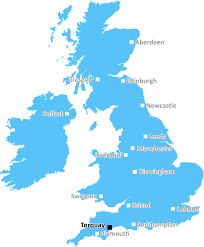 Aberdeen
Glasgow
Edinburgh
Newcastle
Belfast
Leeds
Manchester
Liverpool
Birmingham
Swansea
Bristol
London
Torquay
Southampton
Plymouth